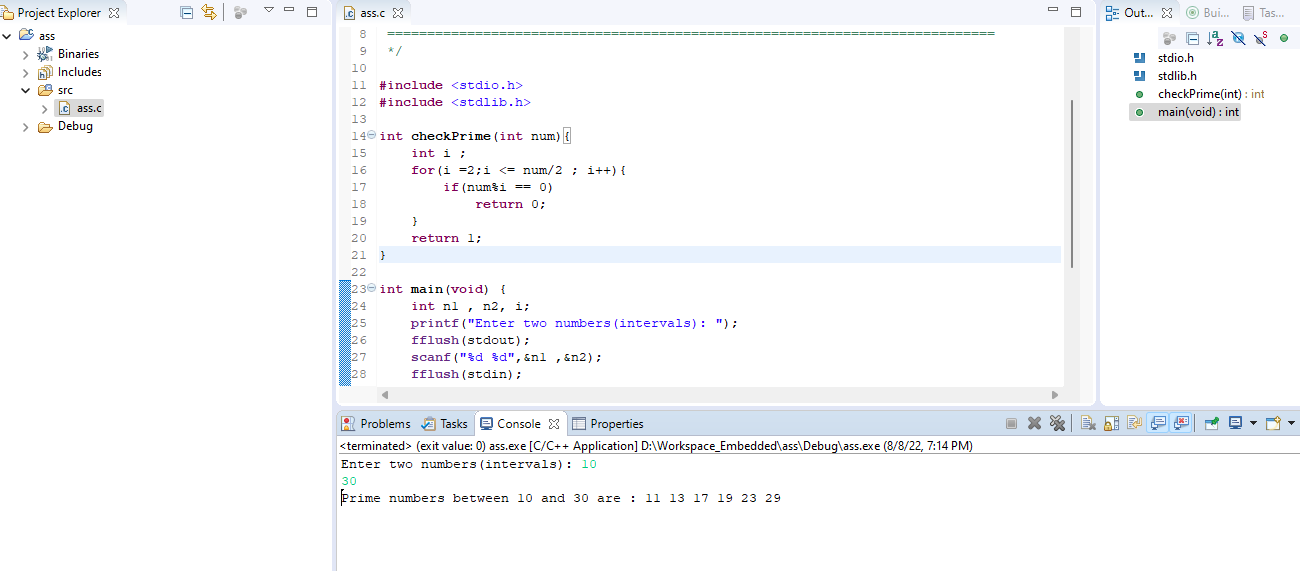 Project Explorer
ass
Binaries
Includes
src
ass.c
Debug
ass.c
8 ============================================================================
9 */
10
11 #include <stdio.h>
12 #include <stdlib.h>
13
14 int checkPrime(int num){
15 int i ;
16 for(i =2;i <= num/2 ; i++){
17 if(num%i == 0)
18 return 0;
19 }
20 return 1;
21 }
22
23 int main(void) {
24 int n1 , n2, i;
25 printf("Enter two numbers(intervals): ");
26 fflush(stdout);
27 scanf("%d %d",&n1 ,&n2);
28 fflush(stdin);
Out... Bui... Tas...
stdio.h
stdlib.h
checkPrime(int) : int
main(void) : int
Problems Tasks Console Properties
<terminated> (exit value: 0) ass.exe [C/C++ Application] D:\Workspace_Embedded\ass\Debug\ass.exe (8/8/22, 7:14 PM)
Enter two numbers(intervals): 10
30
Prime numbers between 10 and 30 are : 11 13 17 19 23 29